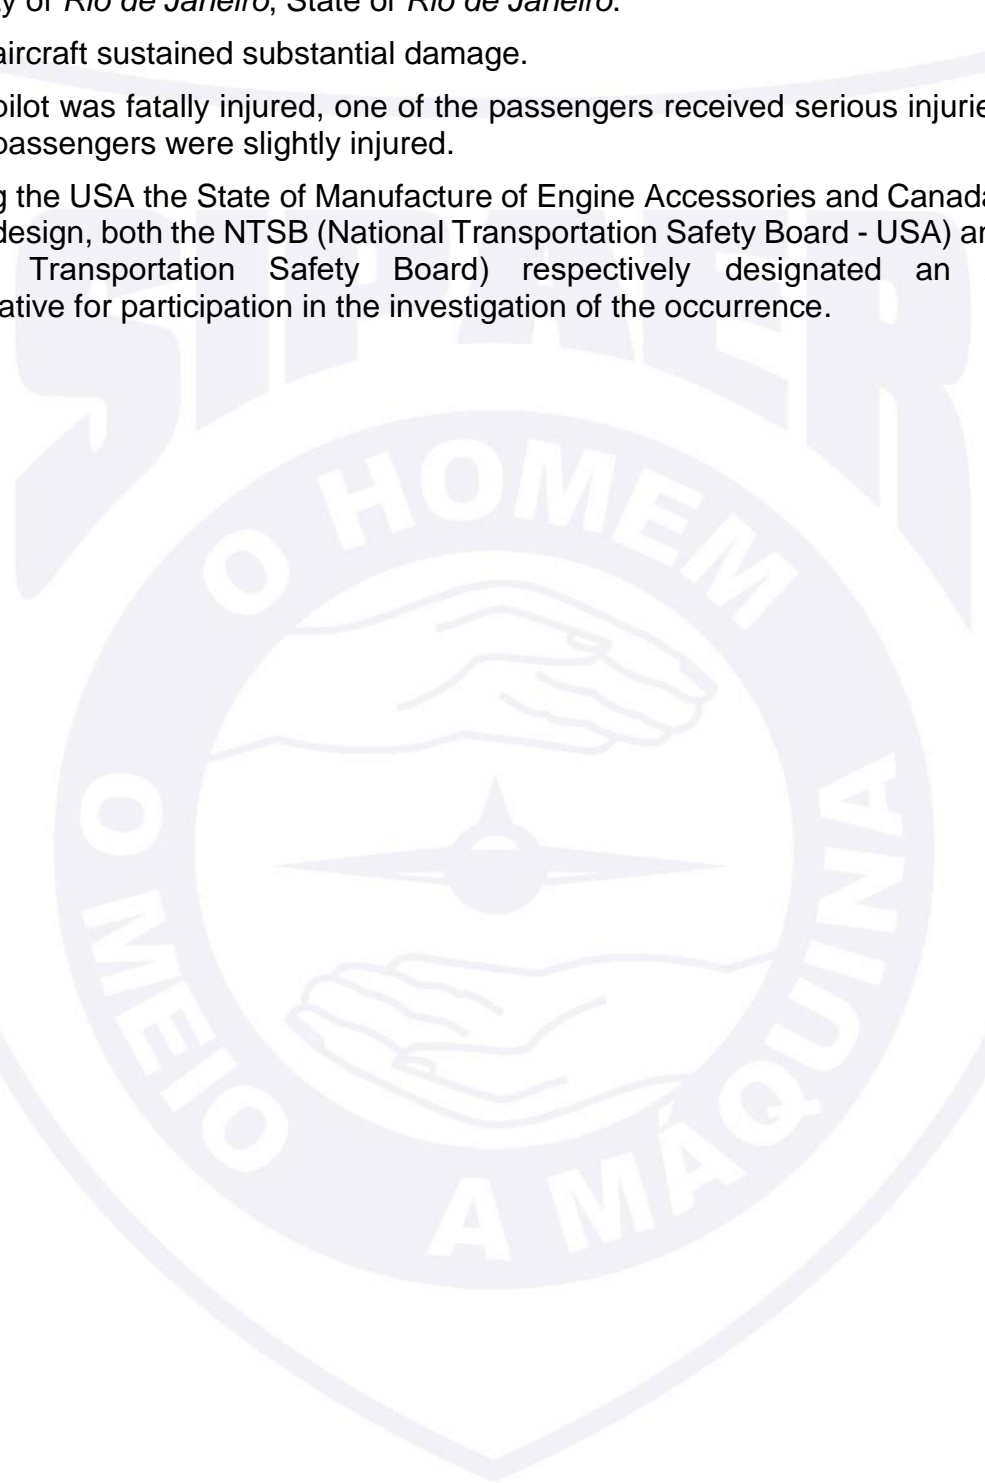 y of Rio de Janeiro, State of Rio de Janeiro.
aircraft sustained substantial damage.
pilot was fatally injured, one of the passengers received serious injurie
passengers were slightly injured.
g the USA the State of Manufacture of Engine Accessories and Canada
design, both the NTSB (National Transportation Safety Board - USA) an
Transportation Safety Board) respectively designated an
ative for participation in the investigation of the occurrence.
SIPAER
O HOMEM
O MEIO
A MÁQUINA